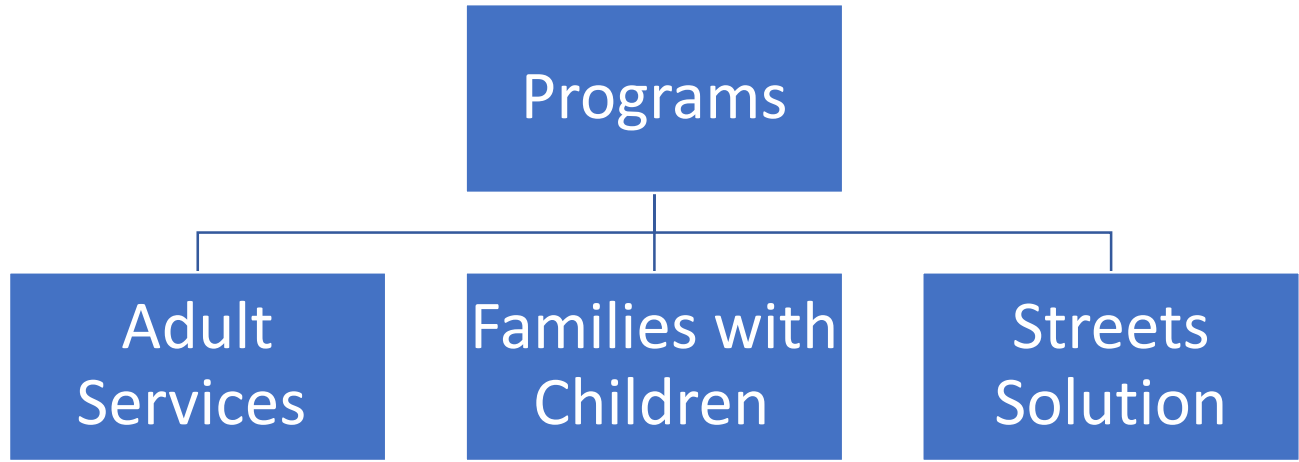 Programs
Adult
Services
Families with
Children
Streets
Solution